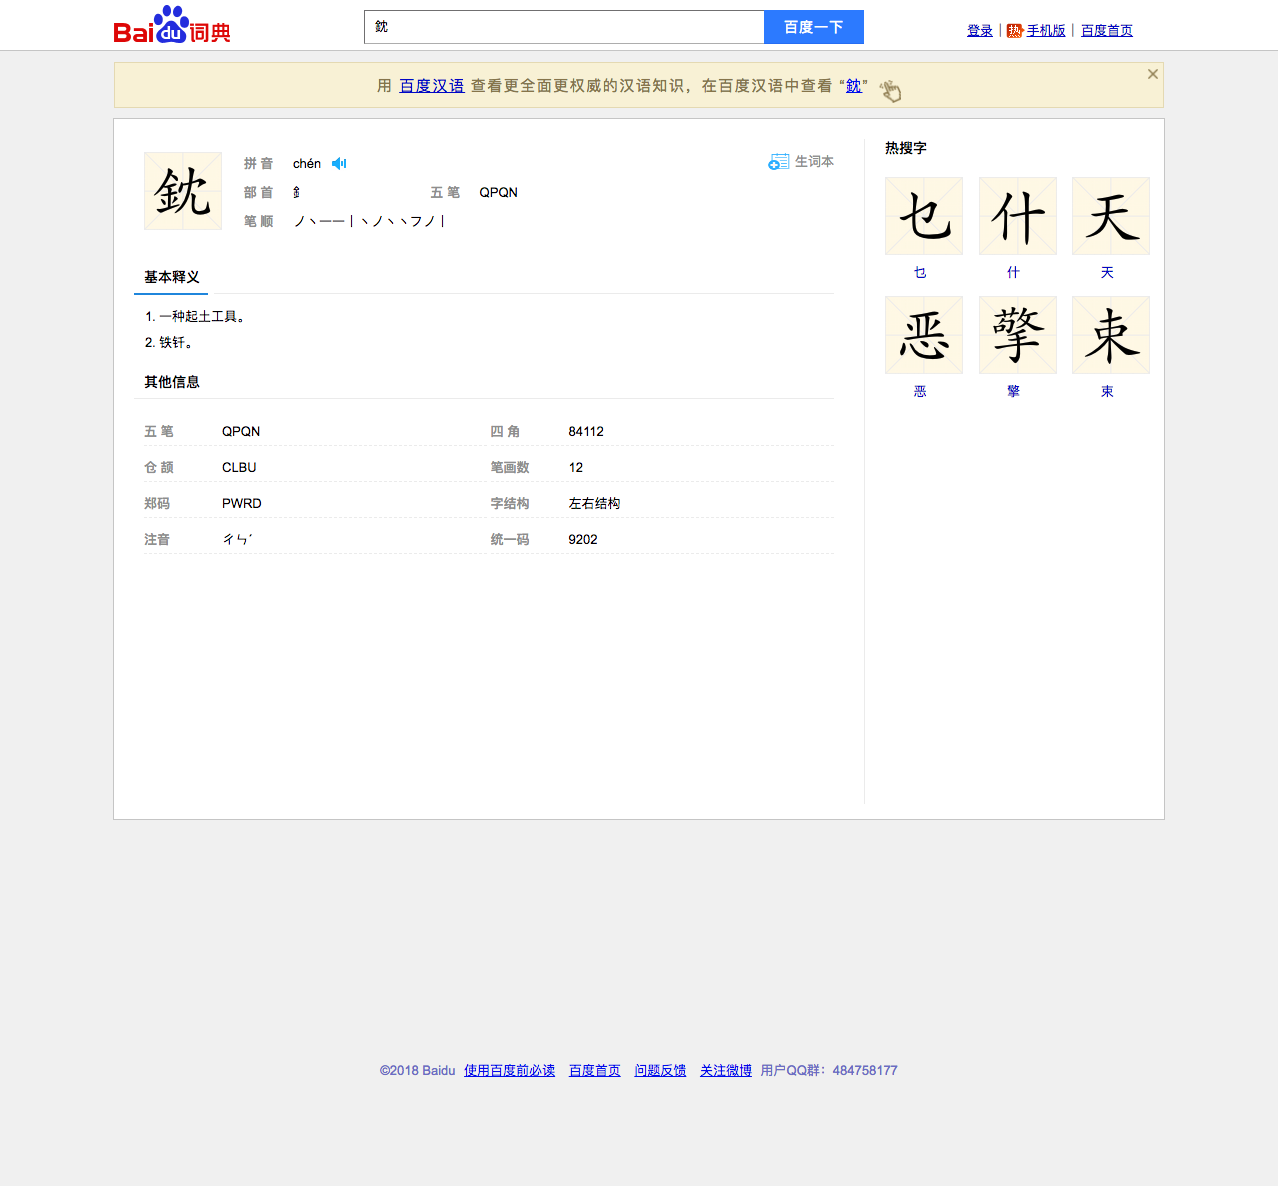 Bai du 词典
鈂
百度一下
登录 | 热 手机版 | 百度首页
用 百度汉语 查看更全面更权威的汉语知识，在百度汉语中查看 “鈂”
鈂
拼 音 chén
生词本
部 首 釒 五 笔 QPQN
笔 顺 ノ丶一一丨丶ノ丶丶フノ丨
基本释义
1. 一种起土工具。
2. 铁钎。
其他信息
五 笔 QPQN 四 角 84112
仓 颉 CLBU 笔画数 12
郑码 PWRD 字结构 左右结构
注音 ㄔㄣˊ 统一码 9202
热搜字
乜 什 天
乜 什 天
恶 擎 朿
恶 擎 朿
©2018 Baidu 使用百度前必读 百度首页 问题反馈 关注微博 用户QQ群：484758177